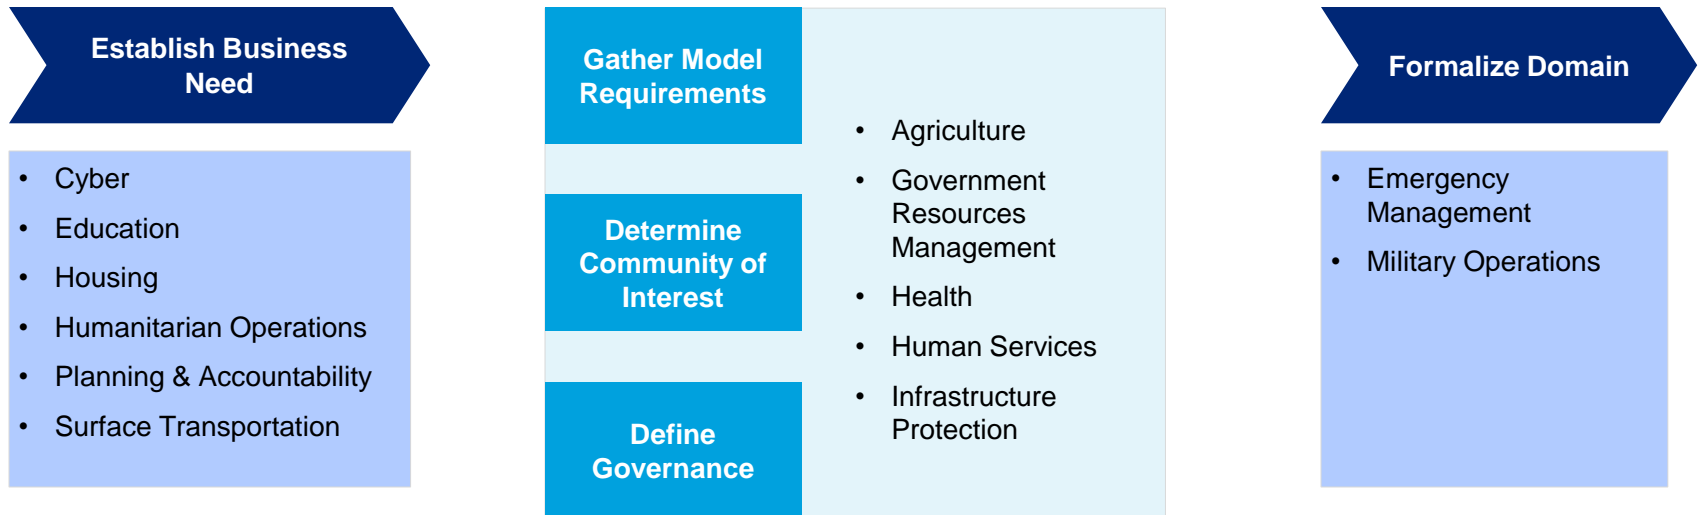 Establish Business
Need
• Cyber
• Education
• Housing
• Humanitarian Operations
• Planning & Accountability
• Surface Transportation
Gather Model
Requirements
Determine
Community of
Interest
Define
Governance
• Agriculture
• Government
Resources
Management
• Health
• Human Services
• Infrastructure
Protection
Formalize Domain
• Emergency
Management
• Military Operations